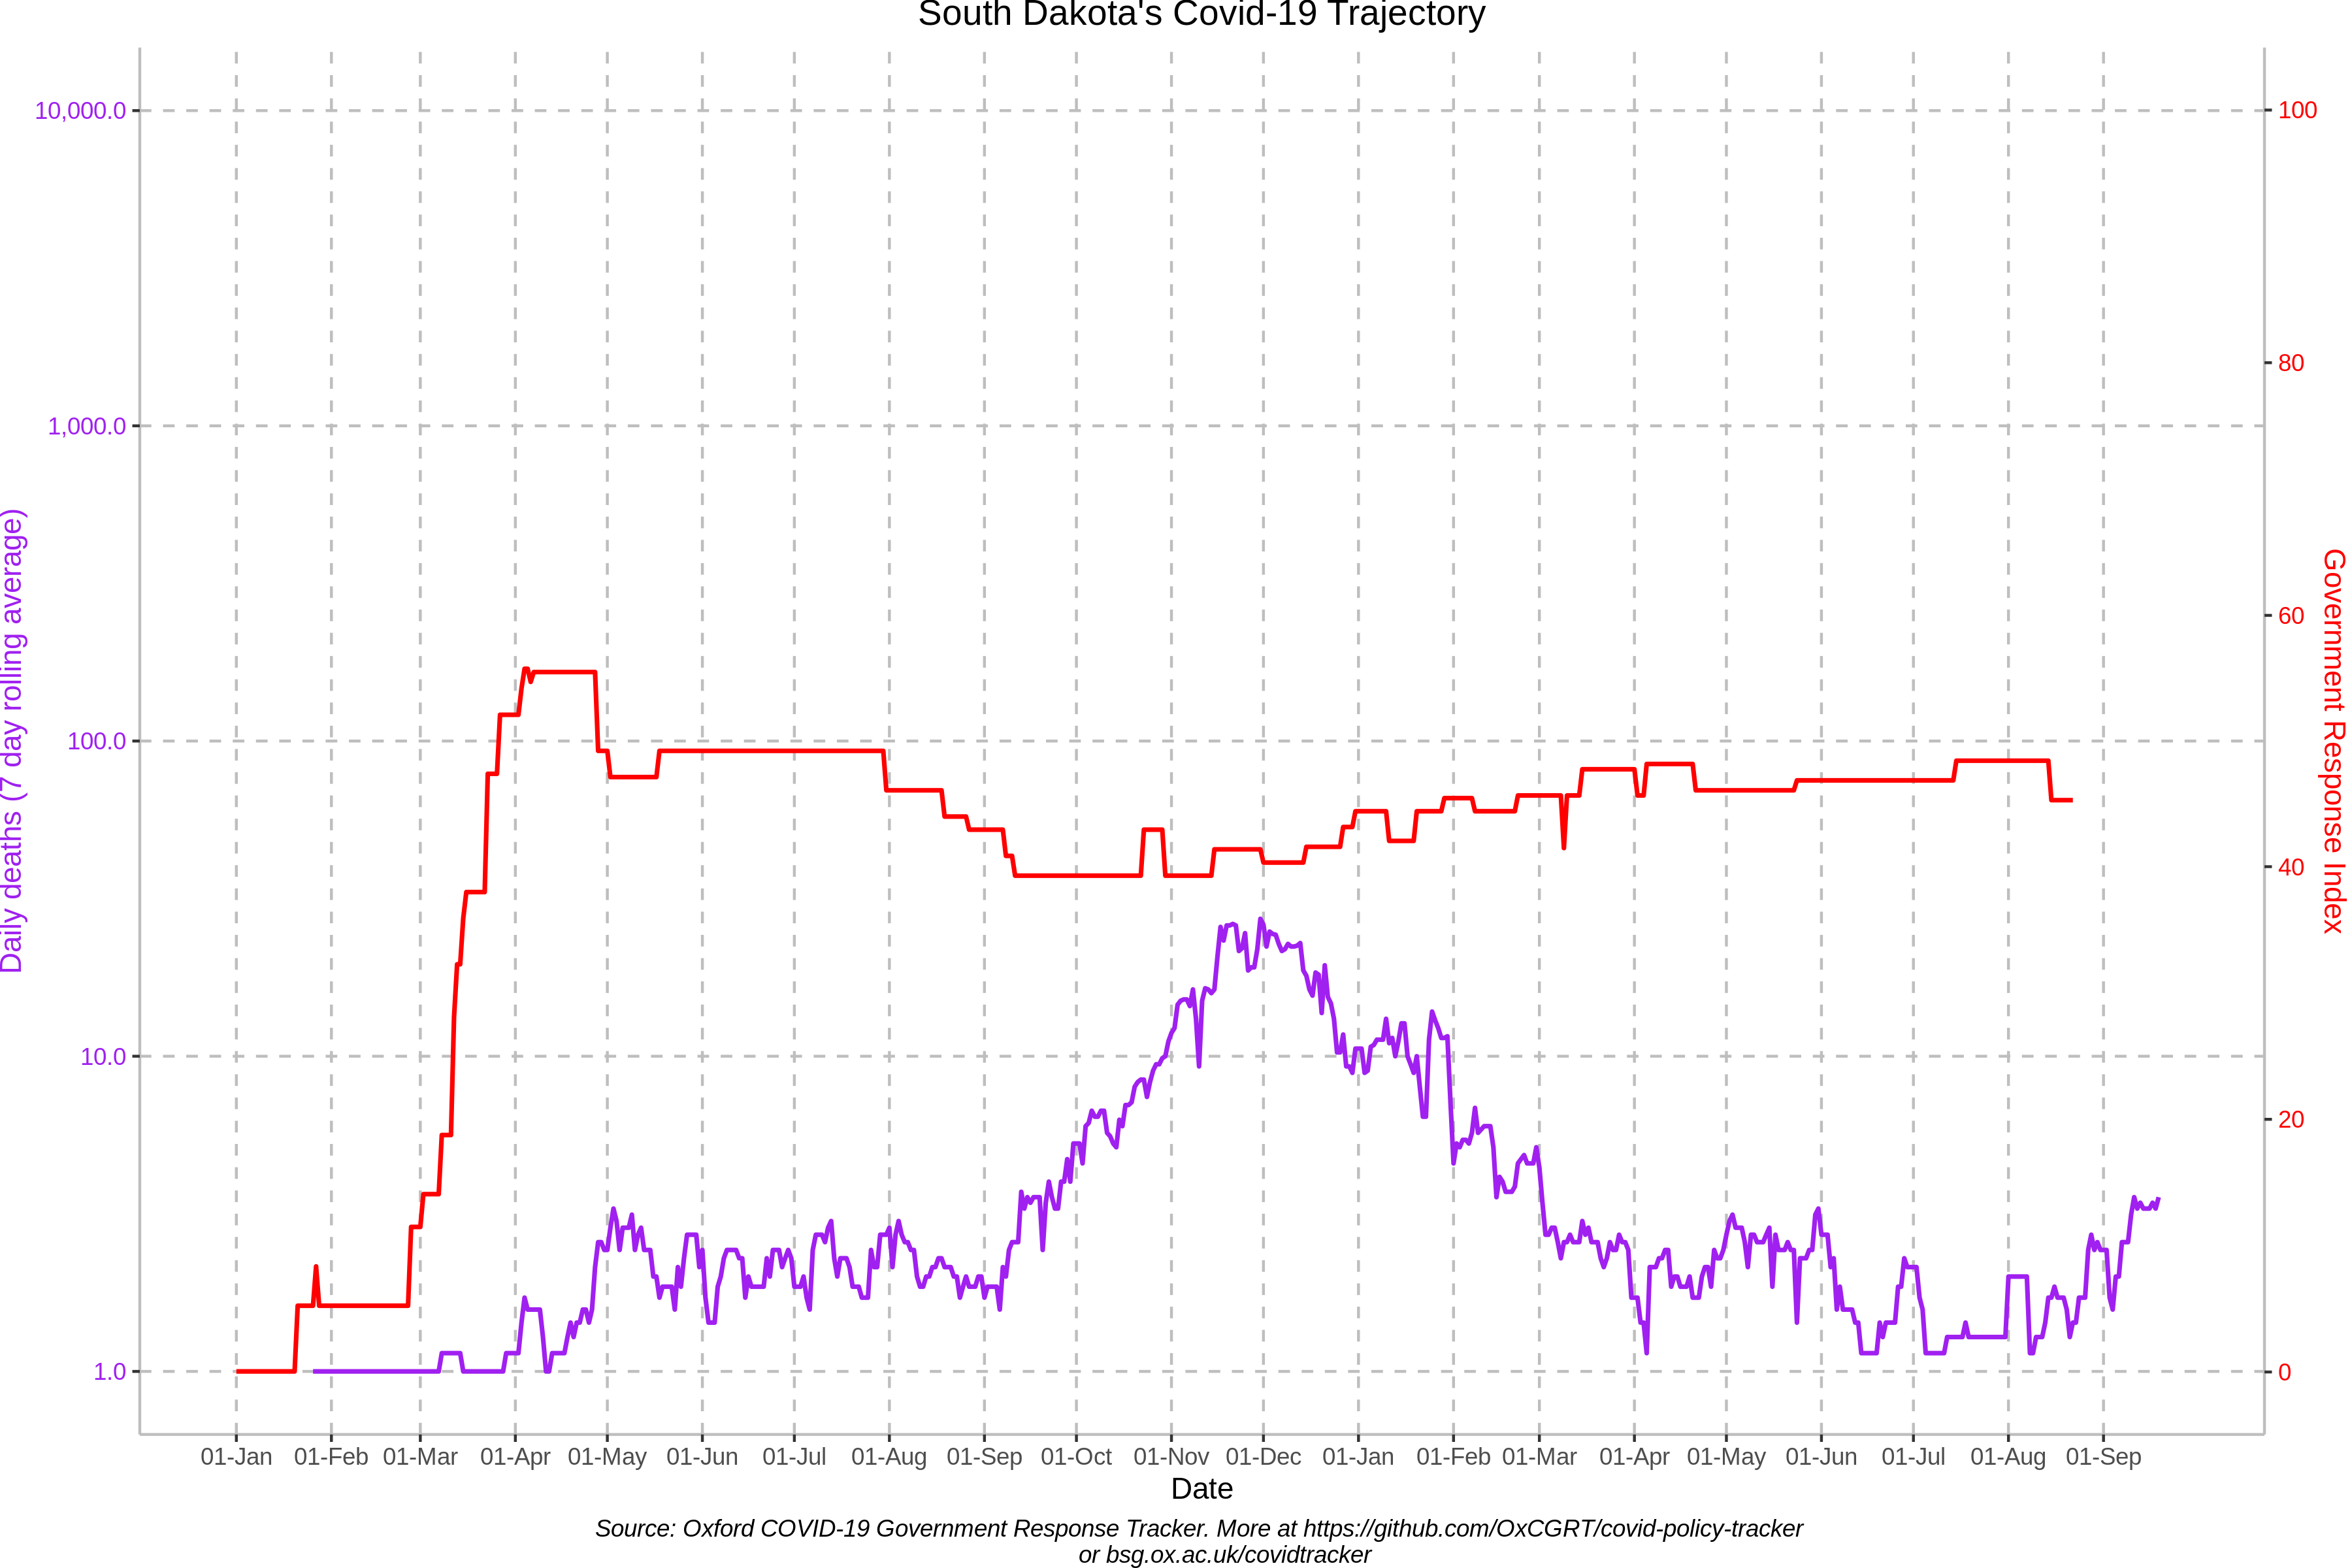 South Dakota's Covid-19 Trajectory
10,000.0
1,000.0
100.0
10.0
1.0
Daily deaths (7 day rolling average)
100
80
60
40
20
0
Government Response Index
01-Jan 01-Feb 01-Mar 01-Apr 01-May 01-Jun 01-Jul 01-Aug 01-Sep 01-Oct 01-Nov 01-Dec 01-Jan 01-Feb 01-Mar 01-Apr 01-May 01-Jun 01-Jul 01-Aug 01-Sep
Date
Source: Oxford COVID-19 Government Response Tracker. More at https://github.com/OxCGRT/covid-policy-tracker
or bsg.ox.ac.uk/covidtracker